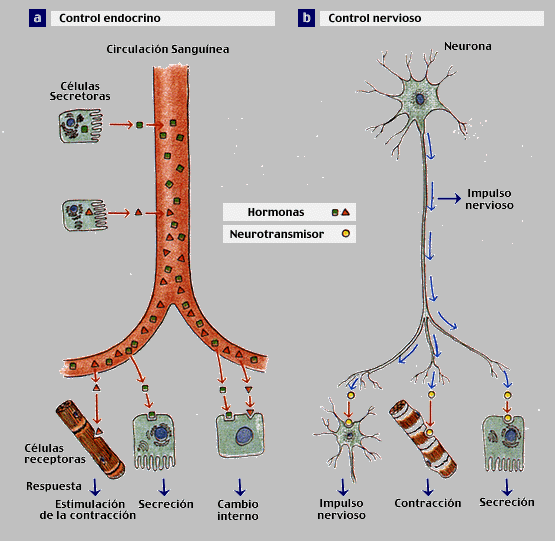 a Control endocrino
b Control nervioso
Circulación Sanguínea
Neurona
Células
Secretoras
Impulso
nervioso
Hormonas
Neurotransmisor
Células
receptoras
Respuesta
Estimulación
de la contracción
Secreción
Cambio
interno
Impulso
nervioso
Contracción
Secreción